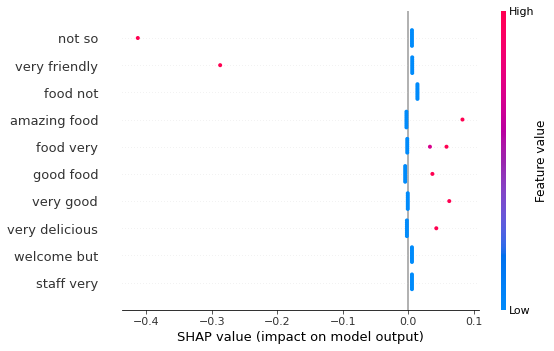 High
not so
very friendly
food not
amazing food
food very
good food
very good
very delicious
welcome but
staff very
Feature value
Low
−0.4 −0.3 −0.2 −0.1 0.0 0.1
SHAP value (impact on model output)